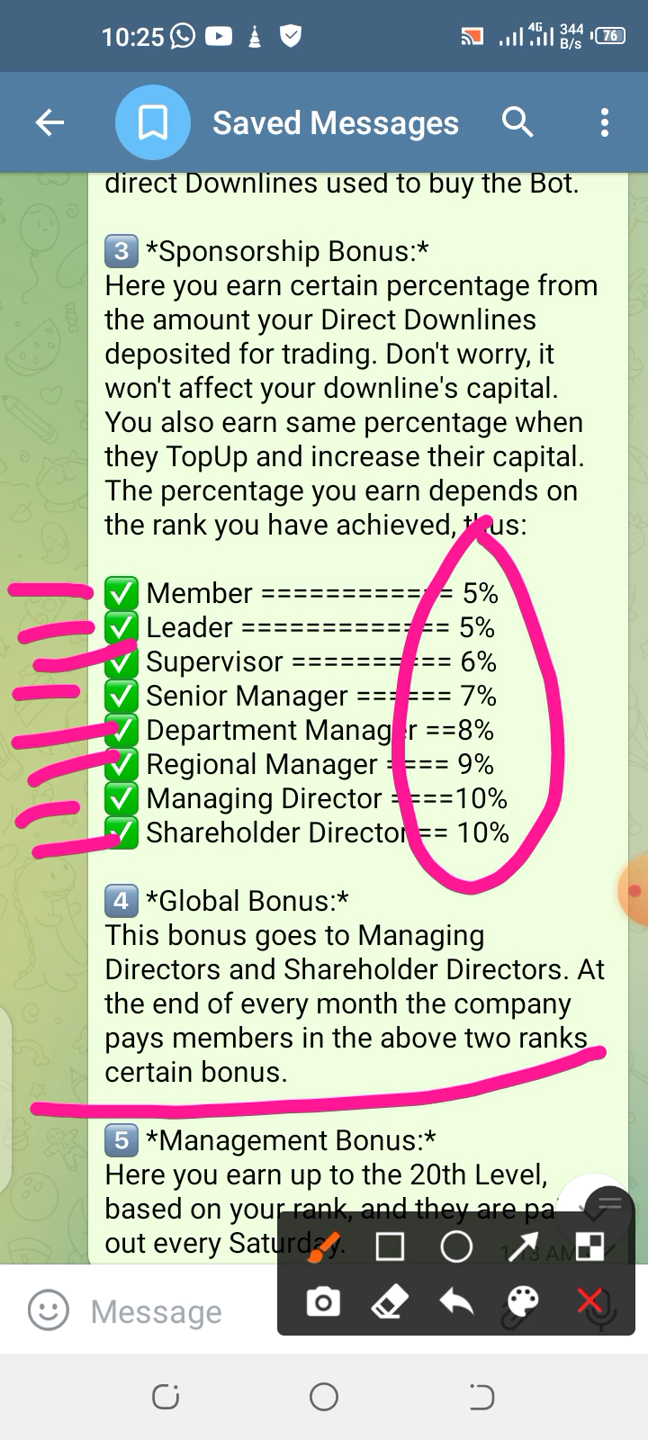 10:25 4G 344 B/s 76
Saved Messages
direct Downlines used to buy the Bot.
3 *Sponsorship Bonus:*
Here you earn certain percentage from
the amount your Direct Downlines
deposited for trading. Don't worry, it
won't affect your downline's capital.
You also earn same percentage when
they TopUp and increase their capital.
The percentage you earn depends on
the rank you have achieved, thus:
✅ Member ============ 5%
✅ Leader ============= 5%
✅ Supervisor ========== 6%
✅ Senior Manager ====== 7%
✅ Department Manager ==8%
✅ Regional Manager ==== 9%
✅ Managing Director ====10%
✅ Shareholder Director== 10%
4 *Global Bonus:*
This bonus goes to Managing
Directors and Shareholder Directors. At
the end of every month the company
pays members in the above two ranks
certain bonus.
5 *Management Bonus:*
Here you earn up to the 20th Level,
based on your rank, and they are pa
out every Saturday.
AM
Message